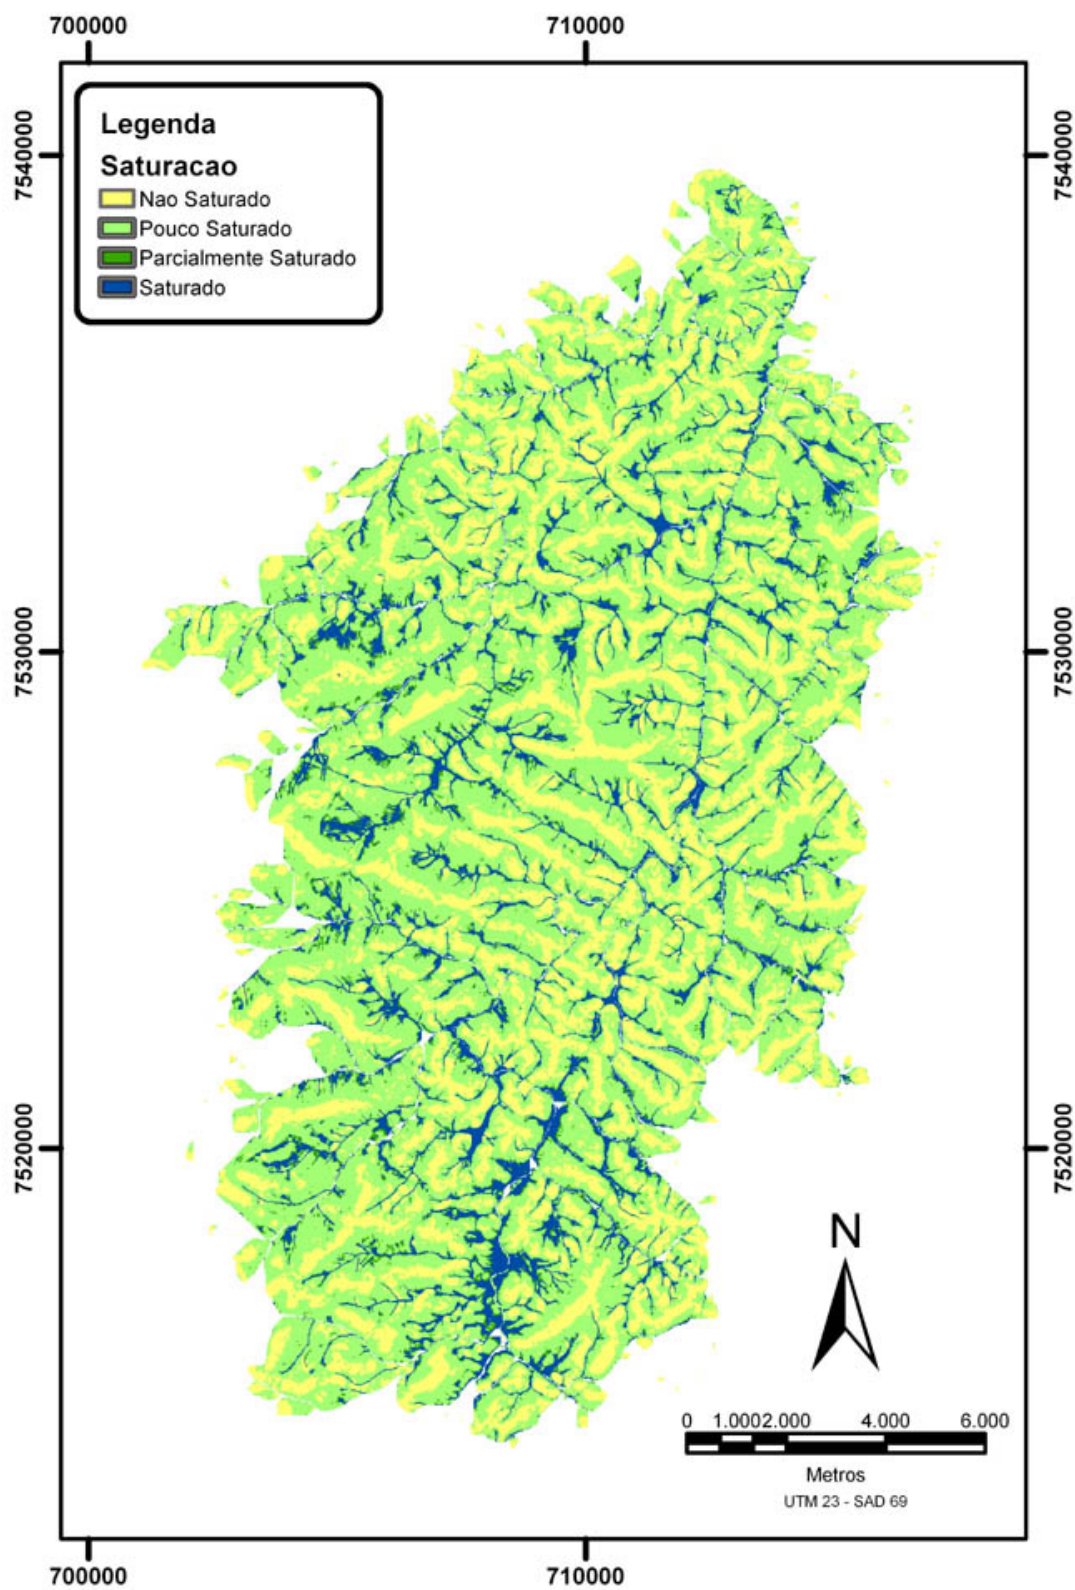 700000 710000
7540000 7540000
Legenda
Saturacao
Nao Saturado
Pouco Saturado
Parcialmente Saturado
Saturado
7530000 7530000
7520000 7520000
N
0 1.0002.000 4.000 6.000
Metros
UTM 23 - SAD 69
700000 710000